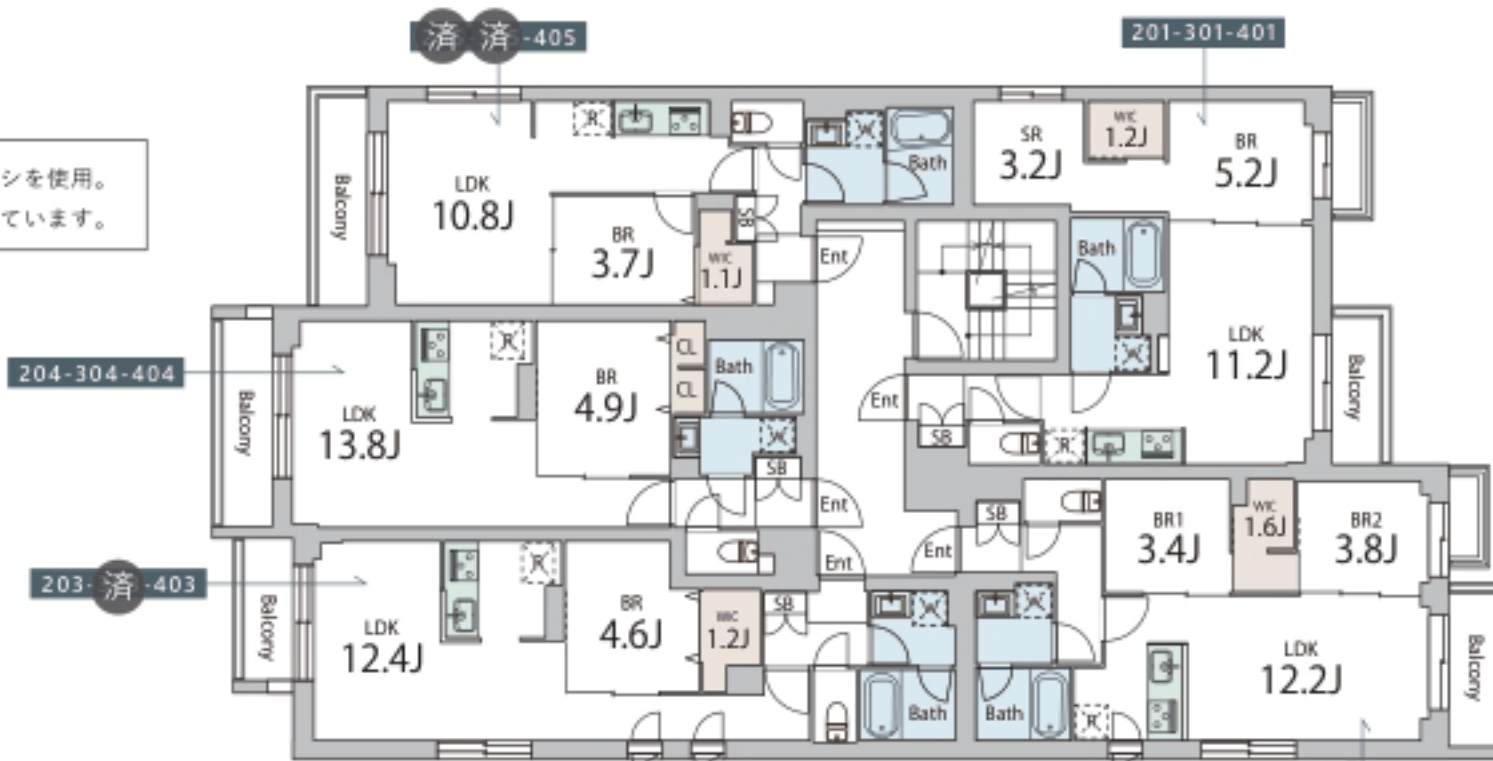 済 済 -405
201-301-401
シを使用。
ています。
Balcony
LDK
10.8J
BR
3.7J
WIC
1.1J
SB
R
W
Bath
Ent
SR
3.2J
WIC
1.2J
BR
5.2J
Bath
W
LDK
11.2J
Balcony
Ent
SB
R
204-304-404
Balcony
LDK
13.8J
R
BR
4.9J
CL
CL
Bath
W
SB
Ent
203- 済 -403
Balcony
LDK
12.4J
R
BR
4.6J
WIC
1.2J
SB
Ent
W
Bath
Ent
SB
BR1
3.4J
WIC
1.6J
BR2
3.8J
W
Bath
R
LDK
12.2J
Balcony